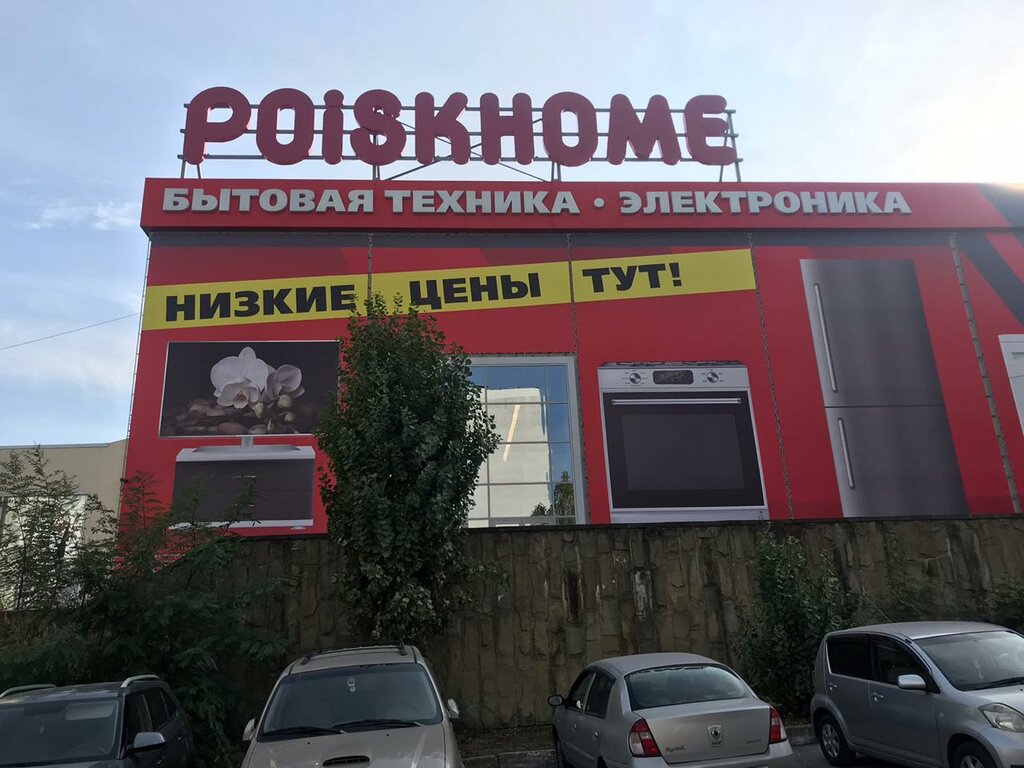 POiSKHOME
БЫТОВАЯ ТЕХНИКА • ЭЛЕКТРОНИКА
НИЗКИЕ ЦЕНЫ ТУТ!